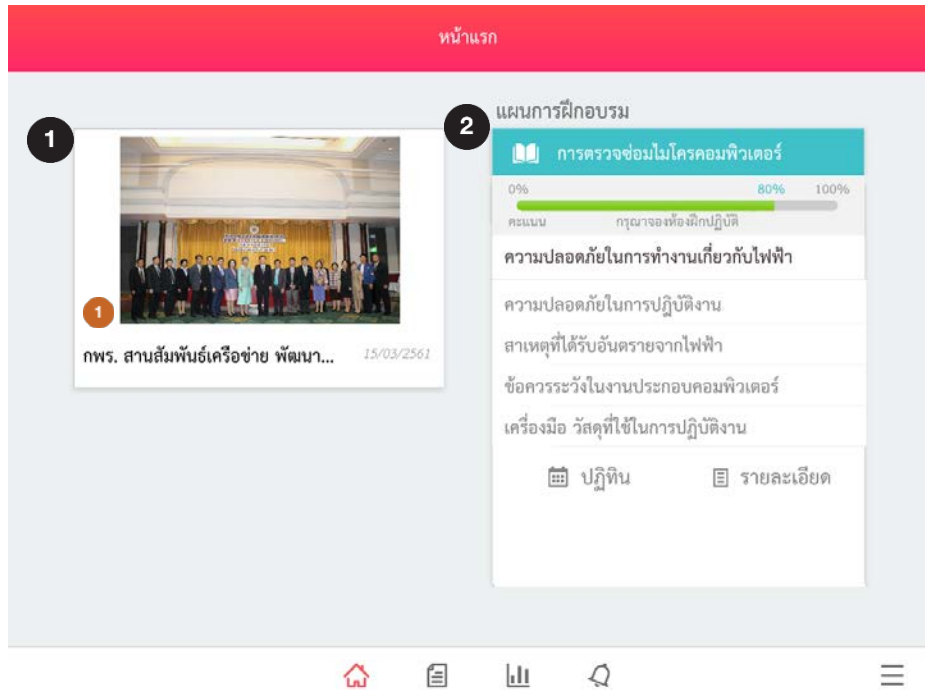 หน้าแรก
1
1
กพร. สานสัมพันธ์เครือข่าย พัฒนา...
15/03/2561
2
แผนการฝึกอบรม
การตรวจซ่อมไมโครคอมพิวเตอร์
0% 80% 100%
คะแนน กรุณาจองห้องฝึกปฏิบัติ
ความปลอดภัยในการทำงานเกี่ยวกับไฟฟ้า
ความปลอดภัยในการปฏิบัติงาน
สาเหตุที่ได้รับอันตรายจากไฟฟ้า
ข้อควรระวังในงานประกอบคอมพิวเตอร์
เครื่องมือ วัสดุที่ใช้ในการปฏิบัติงาน
ปฏิทิน รายละเอียด